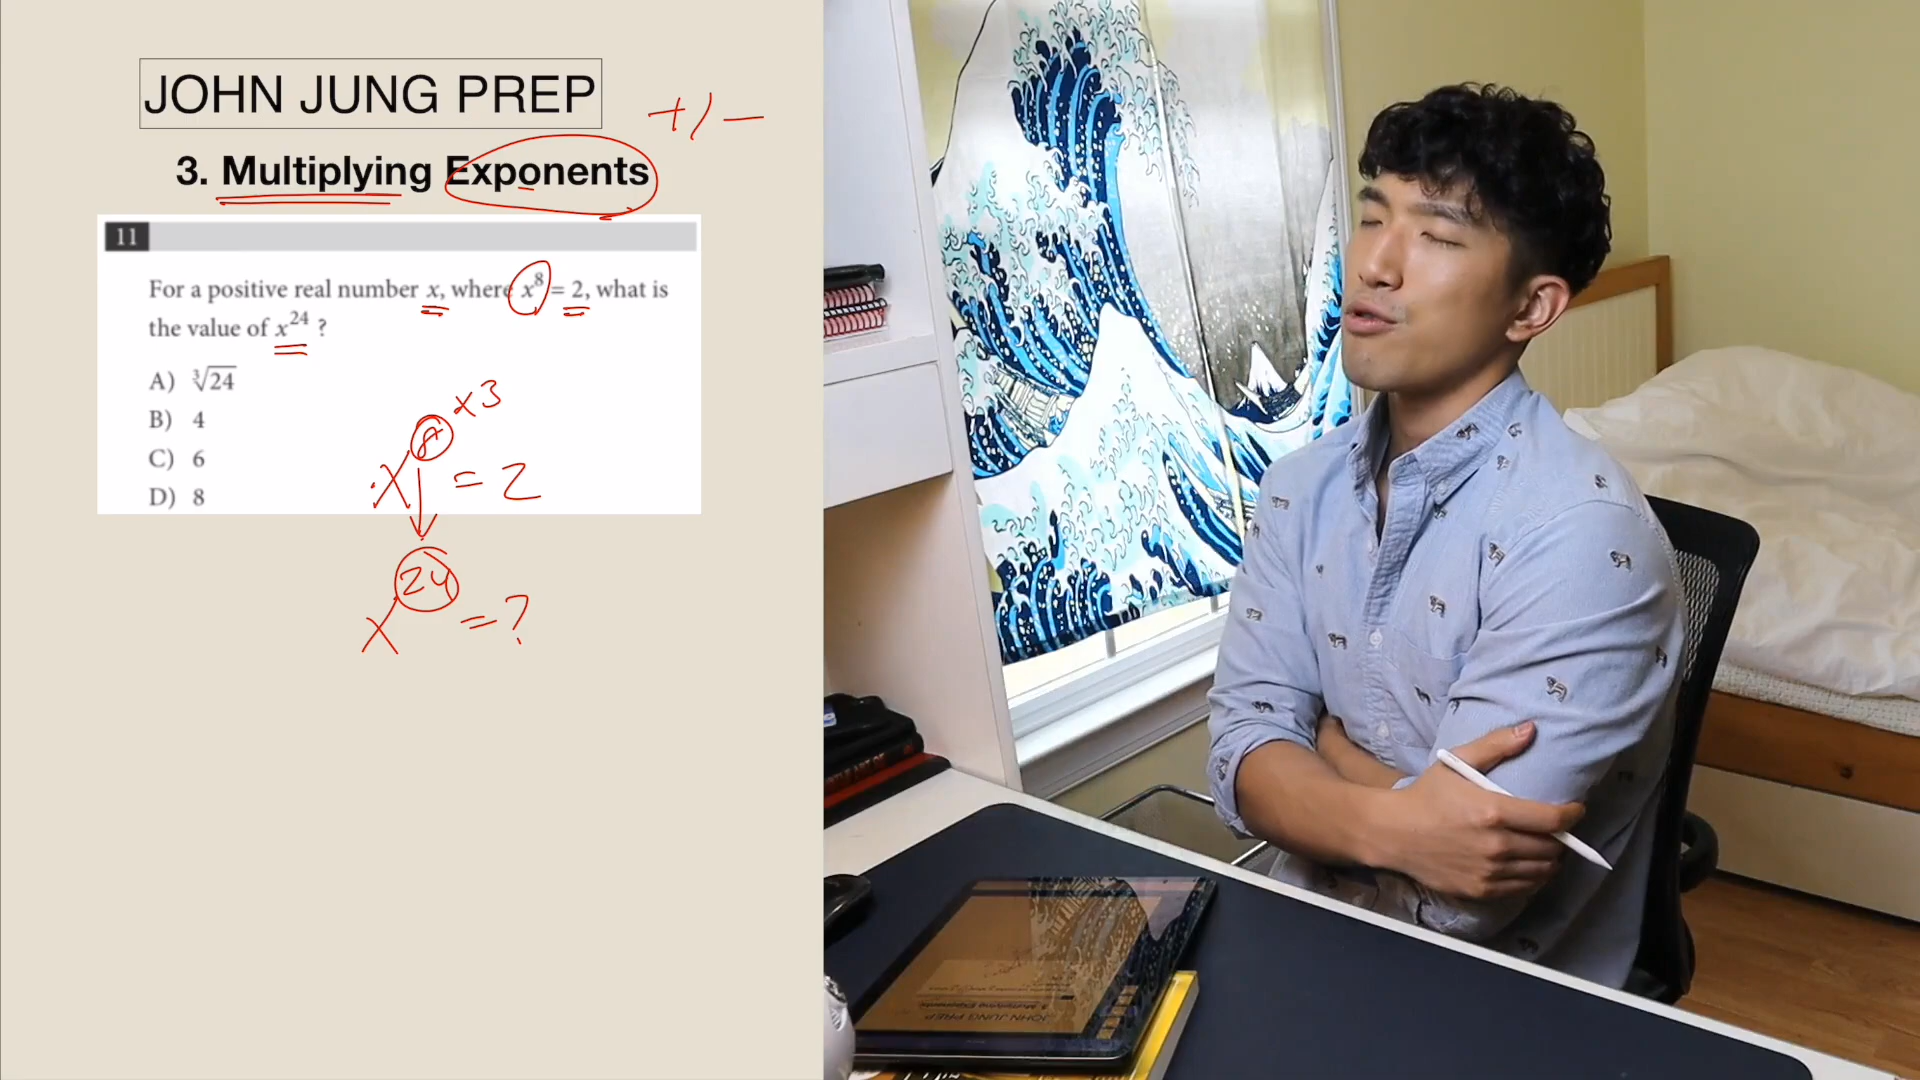 JOHN JUNG PREP
+/−
3. Multiplying Exponents
11
For a positive real number x, where x⁸ = 2, what is
the value of x²⁴ ?
A) ∛24
B) 4
C) 6
D) 8
×3
x⁸ = 2
x²⁴ = ?